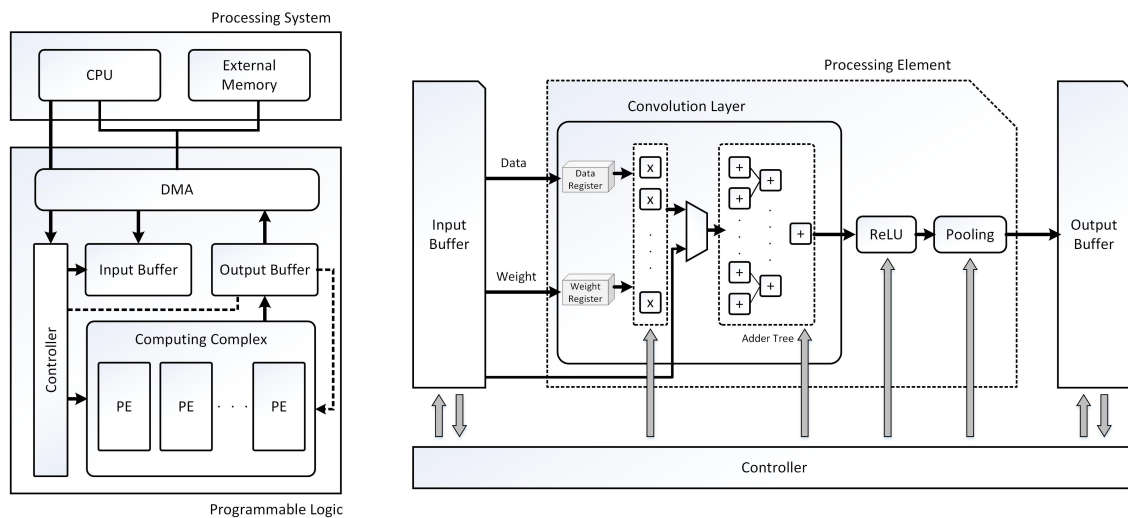 Processing System
CPU
External
Memory
DMA
Input Buffer
Output Buffer
Controller
Computing Complex
PE
PE
. . .
PE
Programmable Logic
Processing Element
Convolution Layer
Input
Buffer
Data
Data
Register
Weight
Weight
Register
x
x
.
.
.
x
+
+
+
. . .
. . .
+
+
+
+
Adder Tree
ReLU
Pooling
Output
Buffer
Controller